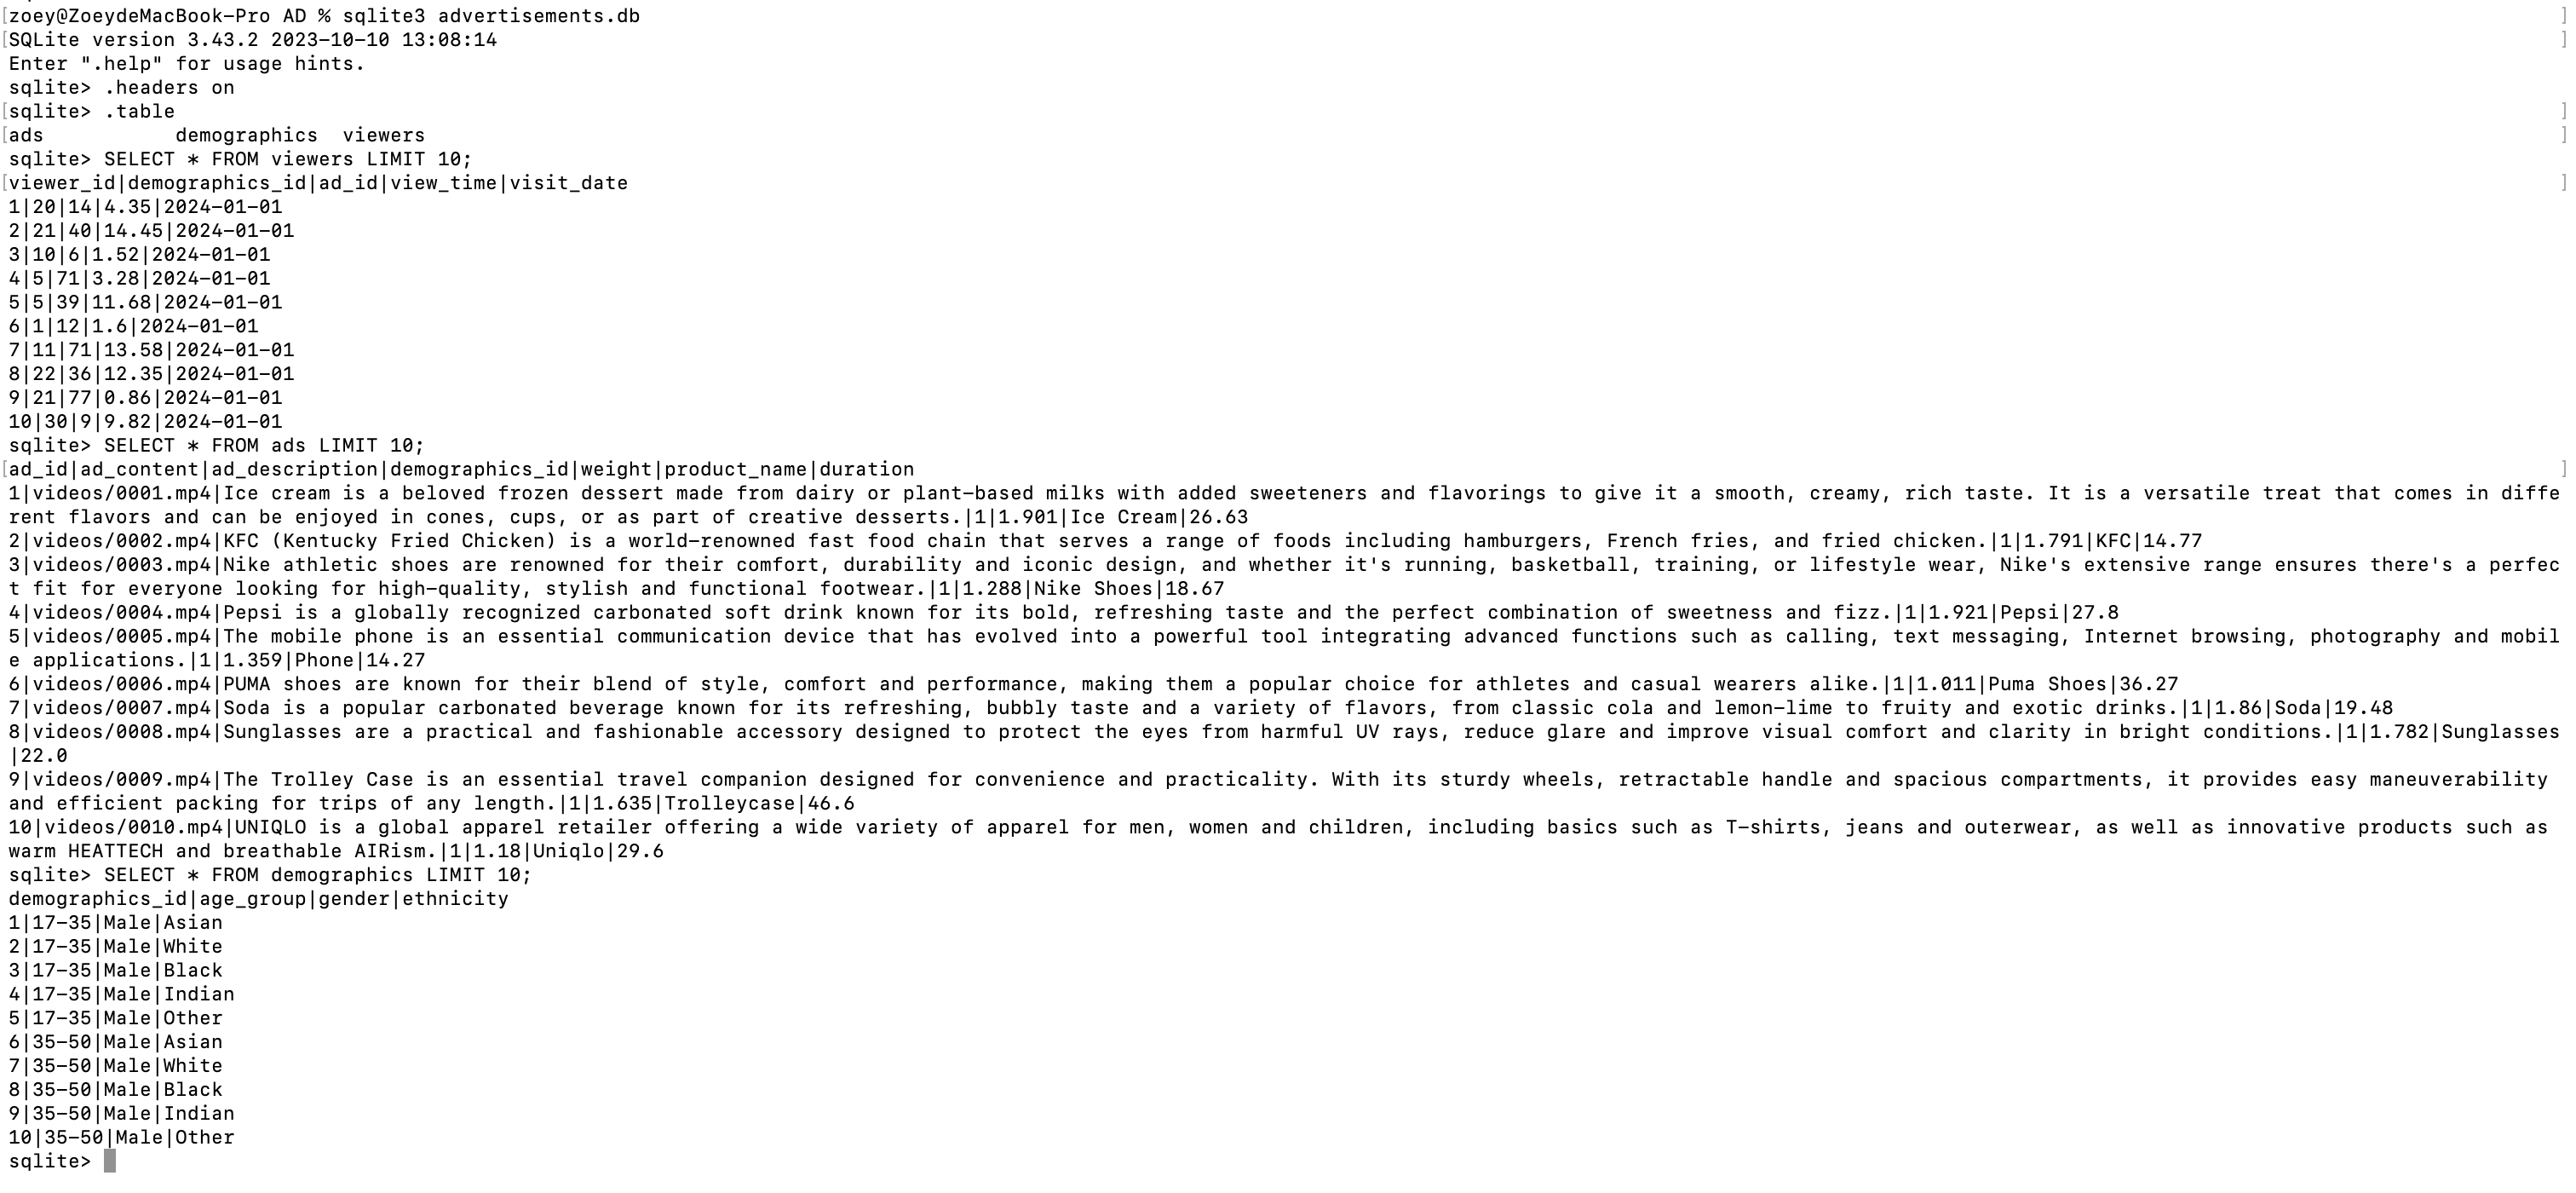 [zoey@ZoeydeMacBook-Pro AD % sqlite3 advertisements.db ]
[SQLite version 3.43.2 2023-10-10 13:08:14 ]
Enter ".help" for usage hints.
sqlite> .headers on
[sqlite> .table ]
[ads           demographics  viewers ]
sqlite> SELECT * FROM viewers LIMIT 10;
[viewer_id|demographics_id|ad_id|view_time|visit_date ]
1|20|14|4.35|2024-01-01
2|21|40|14.45|2024-01-01
3|10|6|1.52|2024-01-01
4|5|71|3.28|2024-01-01
5|5|39|11.68|2024-01-01
6|1|12|1.6|2024-01-01
7|11|71|13.58|2024-01-01
8|22|36|12.35|2024-01-01
9|21|77|0.86|2024-01-01
10|30|9|9.82|2024-01-01
sqlite> SELECT * FROM ads LIMIT 10;
[ad_id|ad_content|ad_description|demographics_id|weight|product_name|duration ]
1|videos/0001.mp4|Ice cream is a beloved frozen dessert made from dairy or plant-based milks with added sweeteners and flavorings to give it a smooth, creamy, rich taste. It is a versatile treat that comes in diffe
rent flavors and can be enjoyed in cones, cups, or as part of creative desserts.|1|1.901|Ice Cream|26.63
2|videos/0002.mp4|KFC (Kentucky Fried Chicken) is a world-renowned fast food chain that serves a range of foods including hamburgers, French fries, and fried chicken.|1|1.791|KFC|14.77
3|videos/0003.mp4|Nike athletic shoes are renowned for their comfort, durability and iconic design, and whether it's running, basketball, training, or lifestyle wear, Nike's extensive range ensures there's a perfec
t fit for everyone looking for high-quality, stylish and functional footwear.|1|1.288|Nike Shoes|18.67
4|videos/0004.mp4|Pepsi is a globally recognized carbonated soft drink known for its bold, refreshing taste and the perfect combination of sweetness and fizz.|1|1.921|Pepsi|27.8
5|videos/0005.mp4|The mobile phone is an essential communication device that has evolved into a powerful tool integrating advanced functions such as calling, text messaging, Internet browsing, photography and mobil
e applications.|1|1.359|Phone|14.27
6|videos/0006.mp4|PUMA shoes are known for their blend of style, comfort and performance, making them a popular choice for athletes and casual wearers alike.|1|1.011|Puma Shoes|36.27
7|videos/0007.mp4|Soda is a popular carbonated beverage known for its refreshing, bubbly taste and a variety of flavors, from classic cola and lemon-lime to fruity and exotic drinks.|1|1.86|Soda|19.48
8|videos/0008.mp4|Sunglasses are a practical and fashionable accessory designed to protect the eyes from harmful UV rays, reduce glare and improve visual comfort and clarity in bright conditions.|1|1.782|Sunglasses
|22.0
9|videos/0009.mp4|The Trolley Case is an essential travel companion designed for convenience and practicality. With its sturdy wheels, retractable handle and spacious compartments, it provides easy maneuverability
and efficient packing for trips of any length.|1|1.635|Trolleycase|46.6
10|videos/0010.mp4|UNIQLO is a global apparel retailer offering a wide variety of apparel for men, women and children, including basics such as T-shirts, jeans and outerwear, as well as innovative products such as
warm HEATTECH and breathable AIRism.|1|1.18|Uniqlo|29.6
sqlite> SELECT * FROM demographics LIMIT 10;
demographics_id|age_group|gender|ethnicity
1|17-35|Male|Asian
2|17-35|Male|White
3|17-35|Male|Black
4|17-35|Male|Indian
5|17-35|Male|Other
6|35-50|Male|Asian
7|35-50|Male|White
8|35-50|Male|Black
9|35-50|Male|Indian
10|35-50|Male|Other
sqlite>